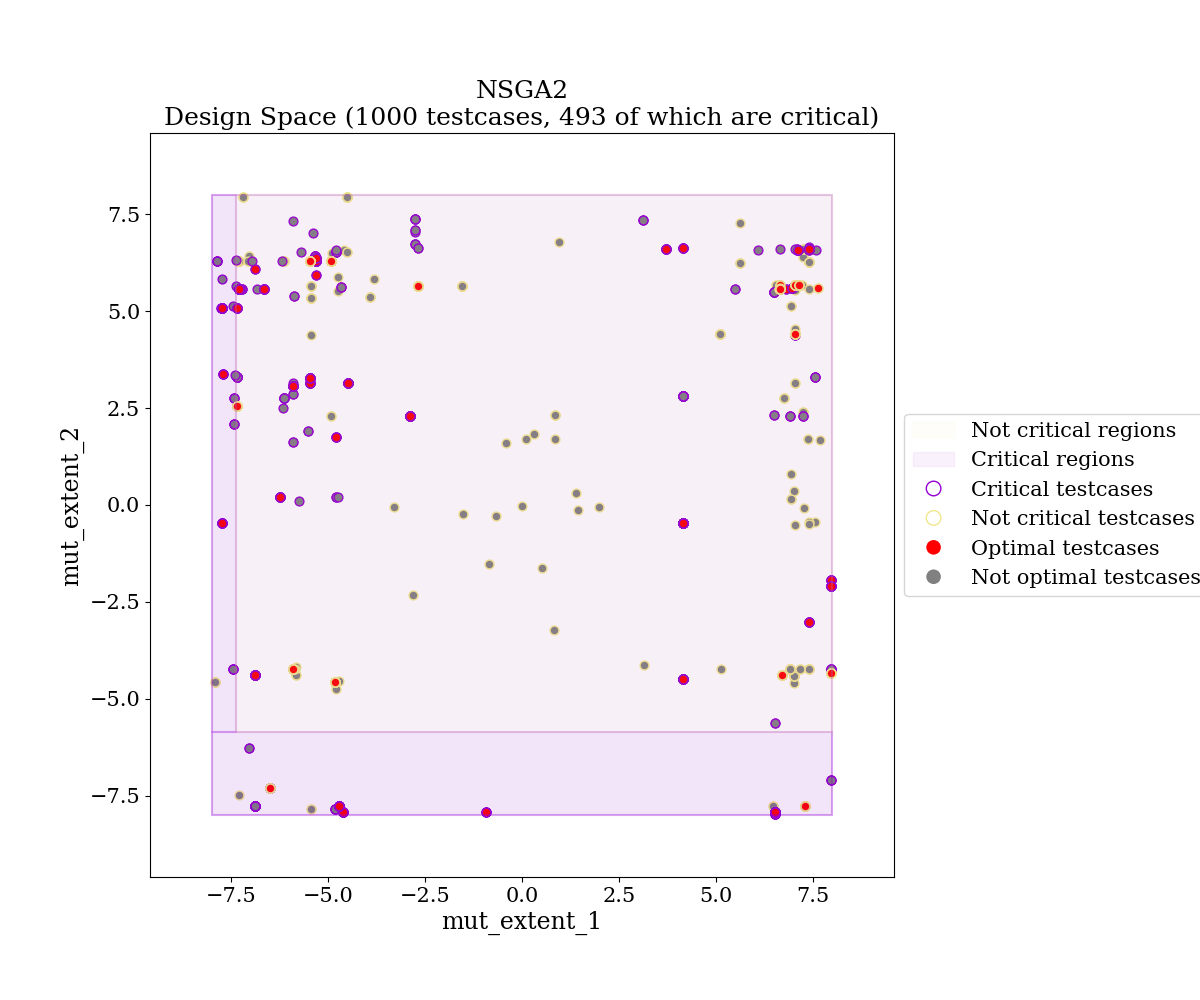 NSGA2
Design Space (1000 testcases, 493 of which are critical)
7.5
5.0
2.5
0.0
−2.5
−5.0
−7.5
mut_extent_2
−7.5
−5.0
−2.5
0.0
2.5
5.0
7.5
mut_extent_1
Not critical regions
Critical regions
Critical testcases
Not critical testcases
Optimal testcases
Not optimal testcases